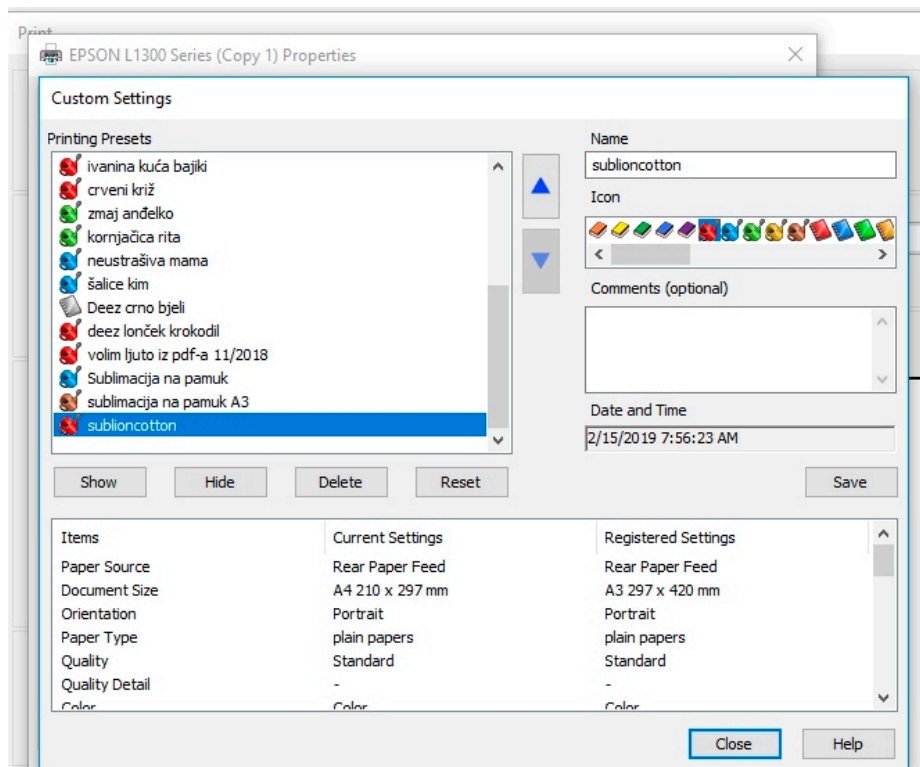 Print
EPSON L1300 Series (Copy 1) Properties
Custom Settings
Printing Presets
ivanina kuća bajiki
crveni križ
zmaj anđelko
kornjačica rita
neustrašiva mama
šalice kim
Deez crno bjeli
deez lonček krokodil
volim ljuto iz pdf-a 11/2018
Sublimacija na pamuk
sublimacija na pamuk A3
sublioncotton
Show Hide Delete Reset
Name
sublioncotton
Icon
Comments (optional)
Date and Time
2/15/2019 7:56:23 AM
Save
Items Current Settings Registered Settings
Paper Source Rear Paper Feed Rear Paper Feed
Document Size A4 210 x 297 mm A3 297 x 420 mm
Orientation Portrait Portrait
Paper Type plain papers plain papers
Quality Standard Standard
Quality Detail - -
Color Color Color
Close Help